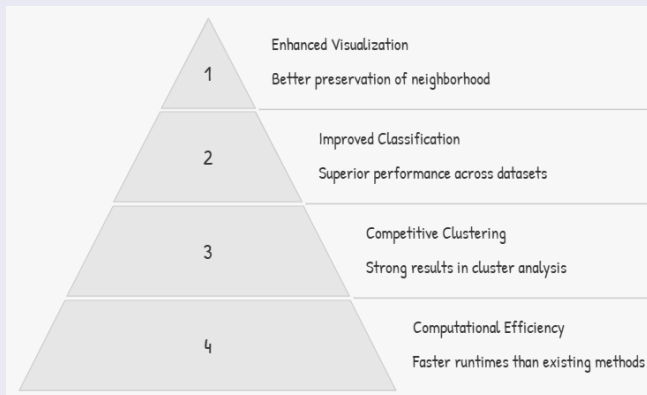 1
Enhanced Visualization
Better preservation of neighborhood
2
Improved Classification
Superior performance across datasets
3
Competitive Clustering
Strong results in cluster analysis
4
Computational Efficiency
Faster runtimes than existing methods